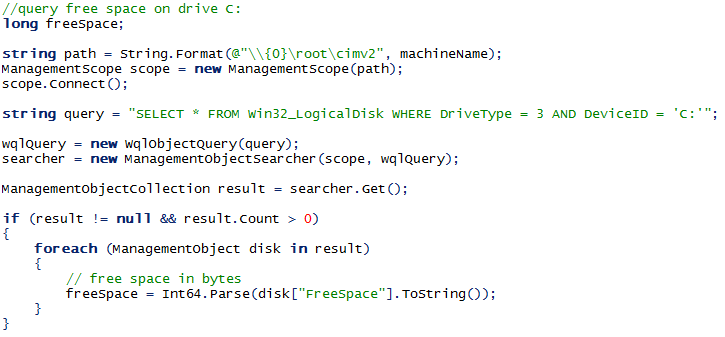 //query free space on drive C:
long freeSpace;

string path = String.Format(@"\\{0}\root\cimv2", machineName);
ManagementScope scope = new ManagementScope(path);
scope.Connect();

string query = "SELECT * FROM Win32_LogicalDisk WHERE DriveType = 3 AND DeviceID = 'C:'";

wqlQuery = new WqlObjectQuery(query);
searcher = new ManagementObjectSearcher(scope, wqlQuery);

ManagementObjectCollection result = searcher.Get();

if (result != null && result.Count > 0)
{
    foreach (ManagementObject disk in result)
    {
        // free space in bytes
        freeSpace = Int64.Parse(disk["FreeSpace"].ToString());
    }
}